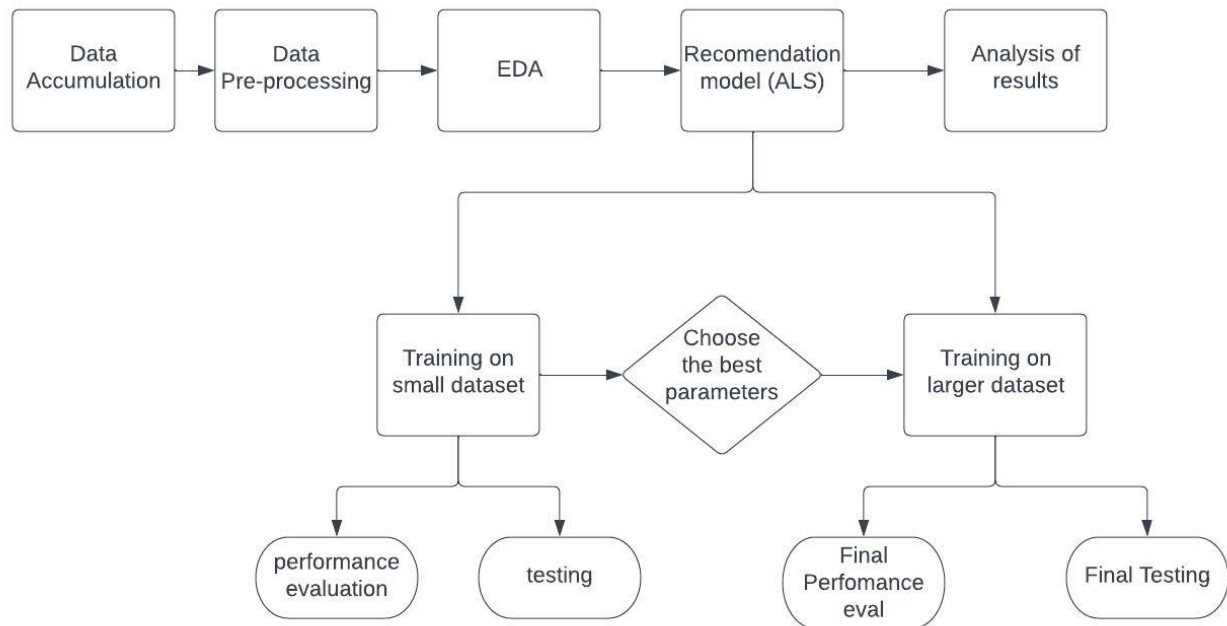 Data
Accumulation
Data
Pre-processing
EDA
Recomendation
model (ALS)
Analysis of
results
Training on
small dataset
Choose
the best
parameters
Training on
larger dataset
performance
evaluation
testing
Final
Perfomance
eval
Final Testing